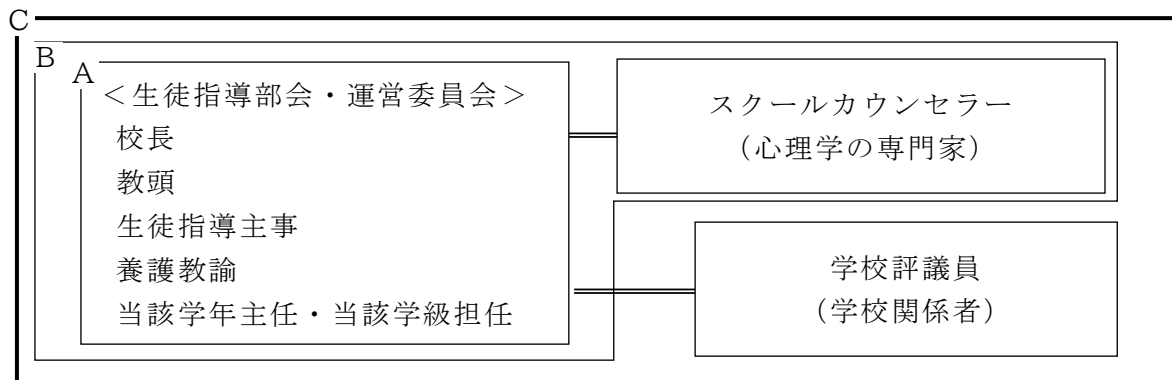 C
B
A
＜生徒指導部会・運営委員会＞
校長
教頭
生徒指導主事
養護教諭
当該学年主任・当該学級担任
スクールカウンセラー
（心理学の専門家）
学校評議員
（学校関係者）